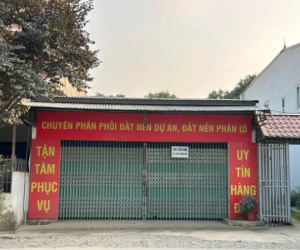 CHUYÊN PHÂN PHỐI ĐẤT NỀN DỰ ÁN, ĐẤT NỀN PHÂN LÔ
TẬN
TÂM
PHỤC
VỤ
UY
TÍN
HÀNG